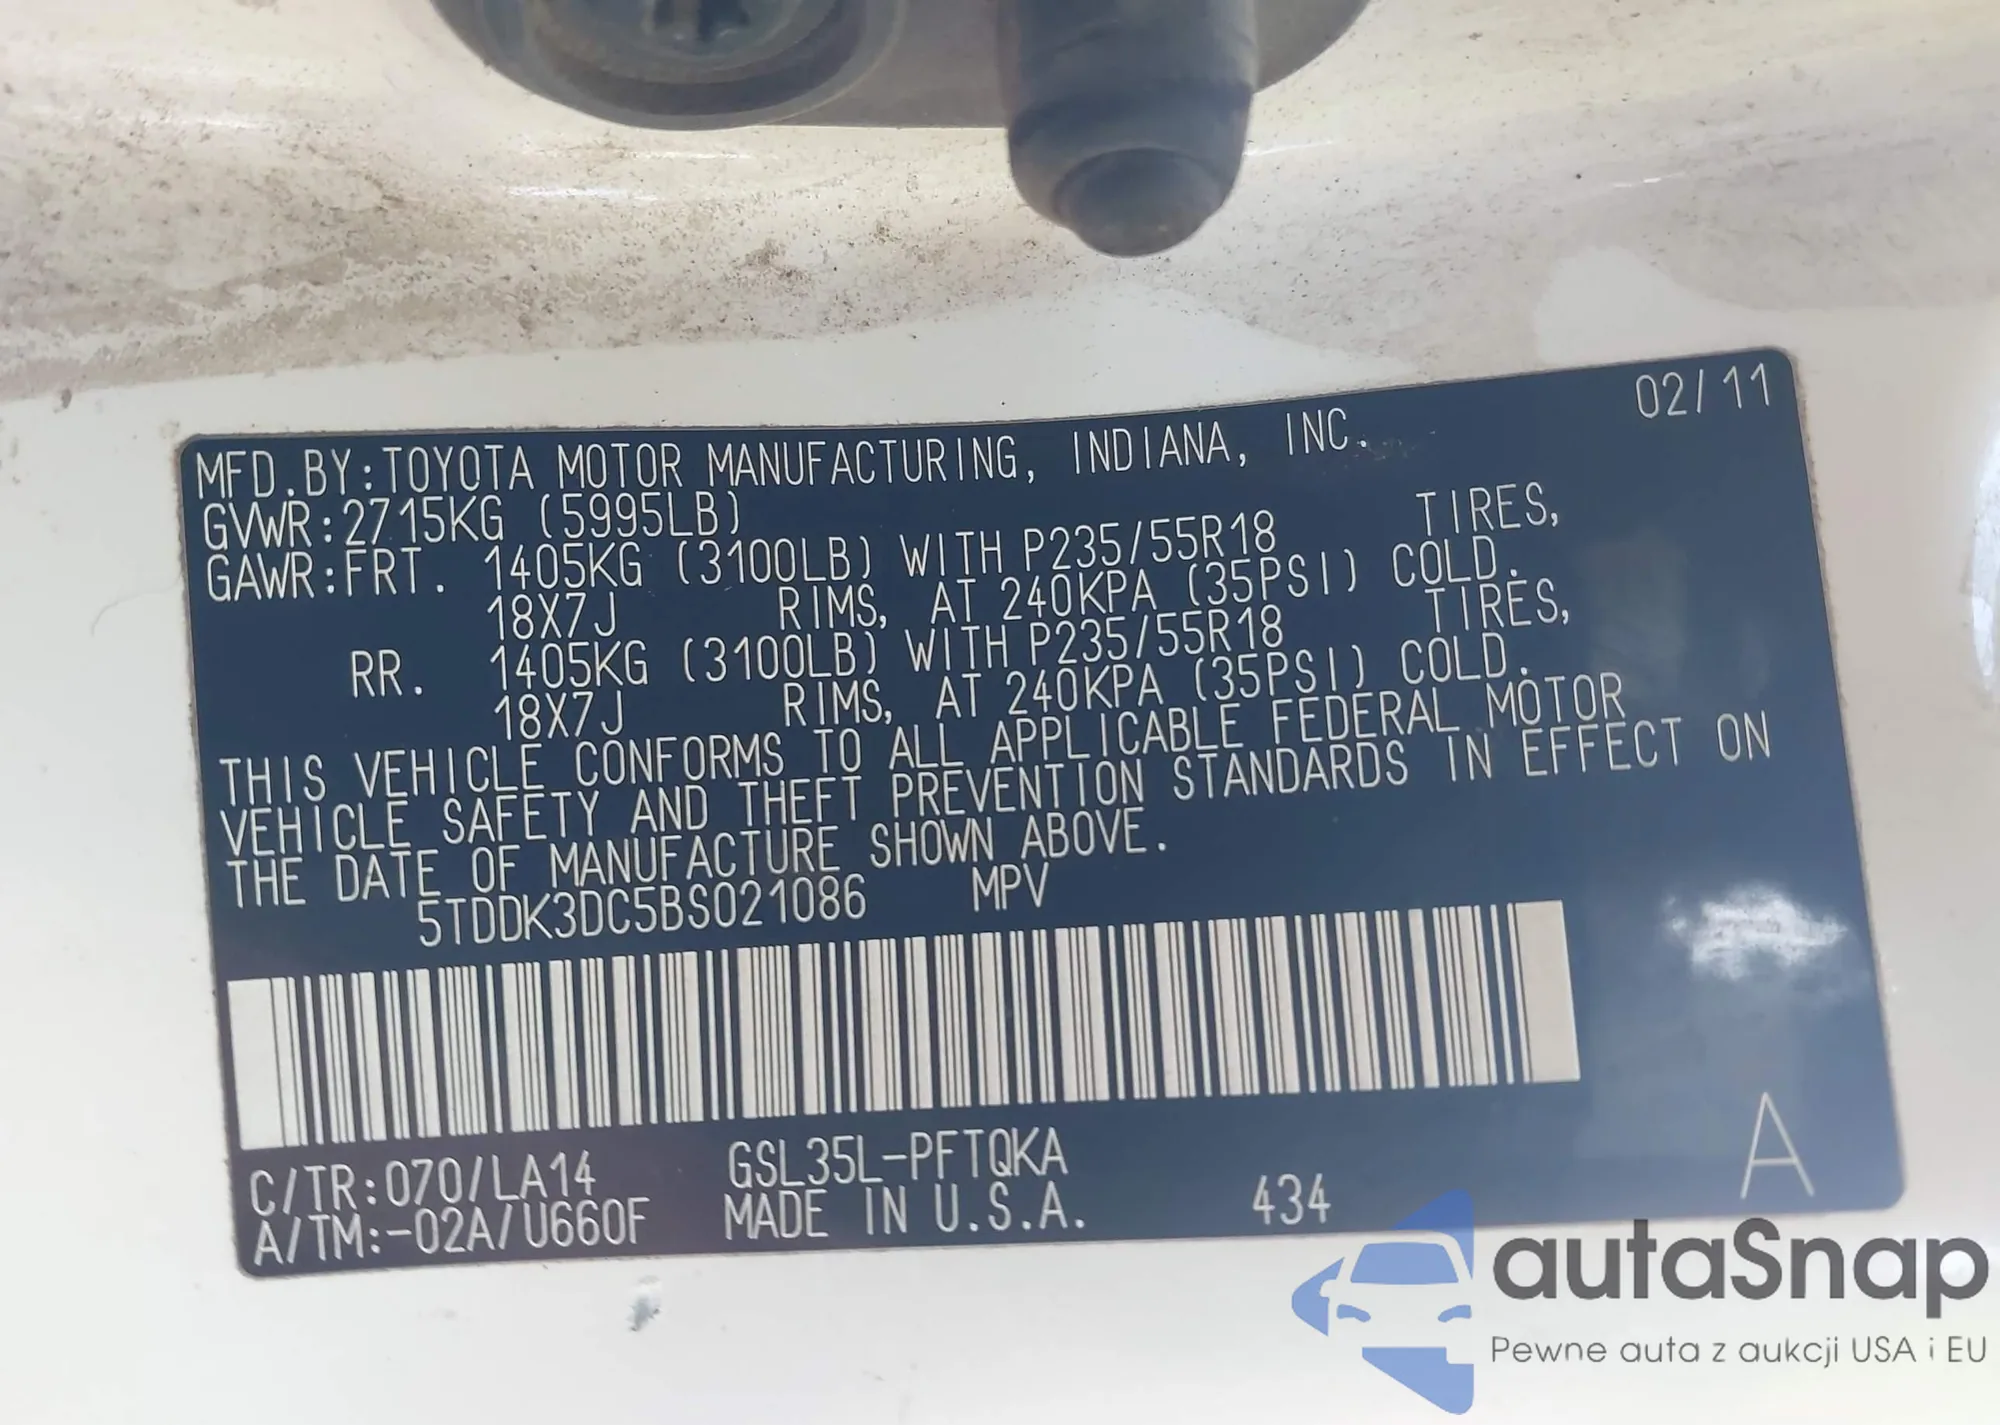 02/11
MFD.BY:TOYOTA MOTOR MANUFACTURING, INDIANA, INC.
GVWR:2715KG (5995LB)
GAWR:FRT. 1405KG (3100LB) WITH P235/55R18 TIRES,
18X7J RIMS, AT 240KPA (35PSI) COLD.
RR. 1405KG (3100LB) WITH P235/55R18 TIRES,
18X7J RIMS, AT 240KPA (35PSI) COLD.
THIS VEHICLE CONFORMS TO ALL APPLICABLE FEDERAL MOTOR
VEHICLE SAFETY AND THEFT PREVENTION STANDARDS IN EFFECT ON
THE DATE OF MANUFACTURE SHOWN ABOVE.
5TDDK3DC5BS021086 MPV
C/TR:070/LA14 GSL35L-PFTQKA
A/TM:-02A/U660F MADE IN U.S.A. 434 A
autaSnap
Pewne auta z aukcji USA i EU